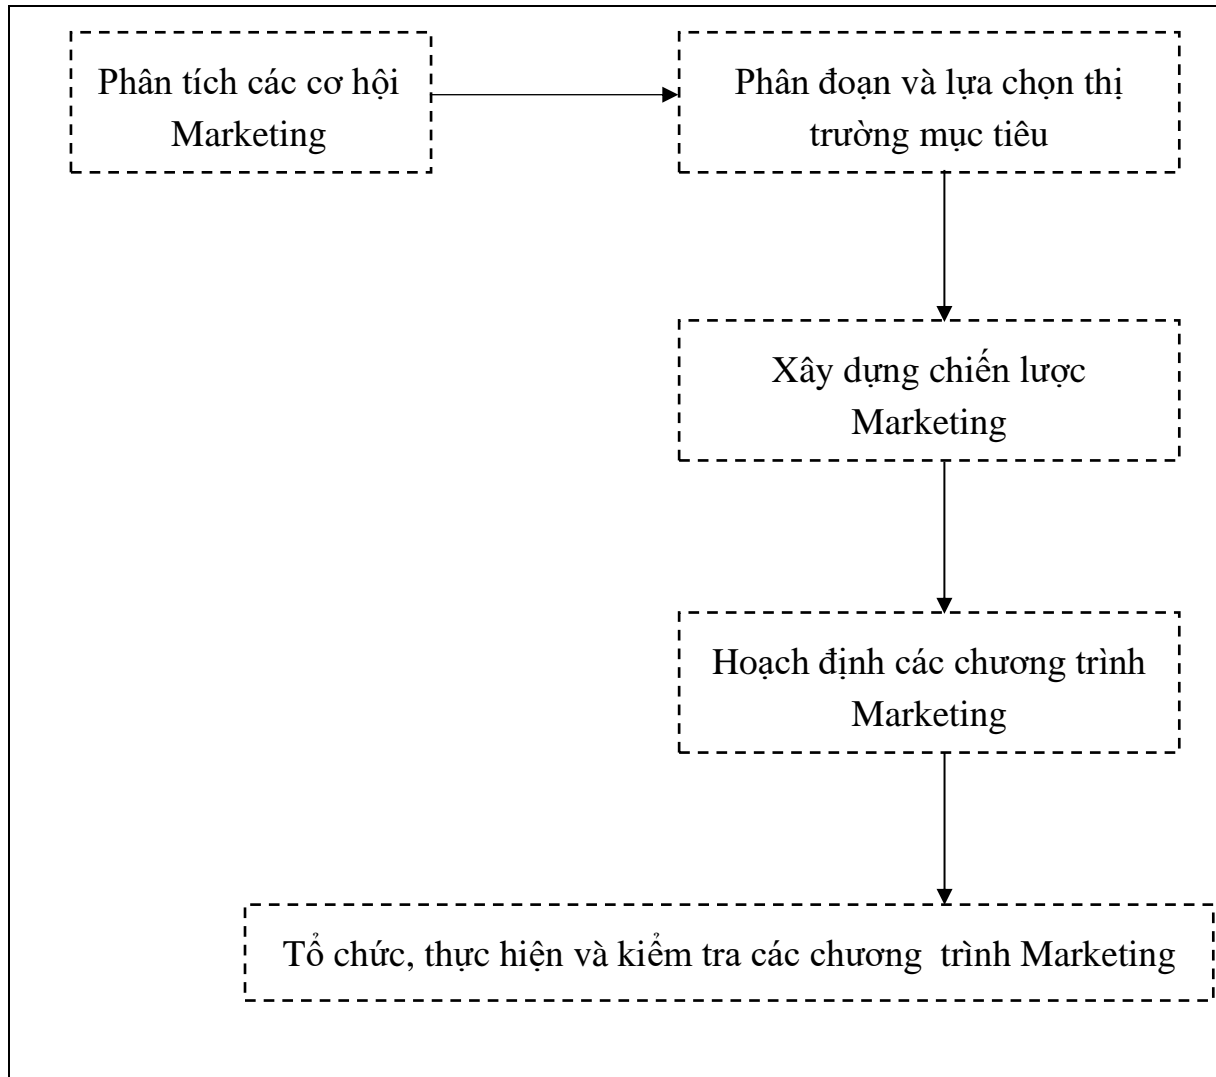 Phân tích các cơ hội
Marketing
Phân đoạn và lựa chọn thị
trường mục tiêu
Xây dựng chiến lược
Marketing
Hoạch định các chương trình
Marketing
Tổ chức, thực hiện và kiểm tra các chương  trình Marketing